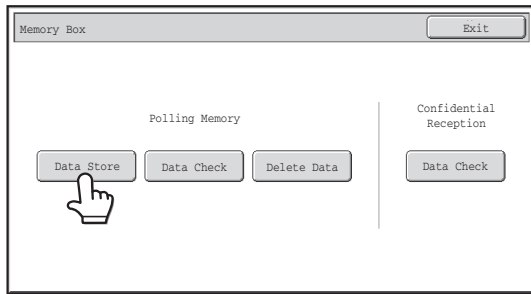 Memory Box
Exit
Polling Memory
Confidential
Reception
Data Store
Data Check
Delete Data
Data Check